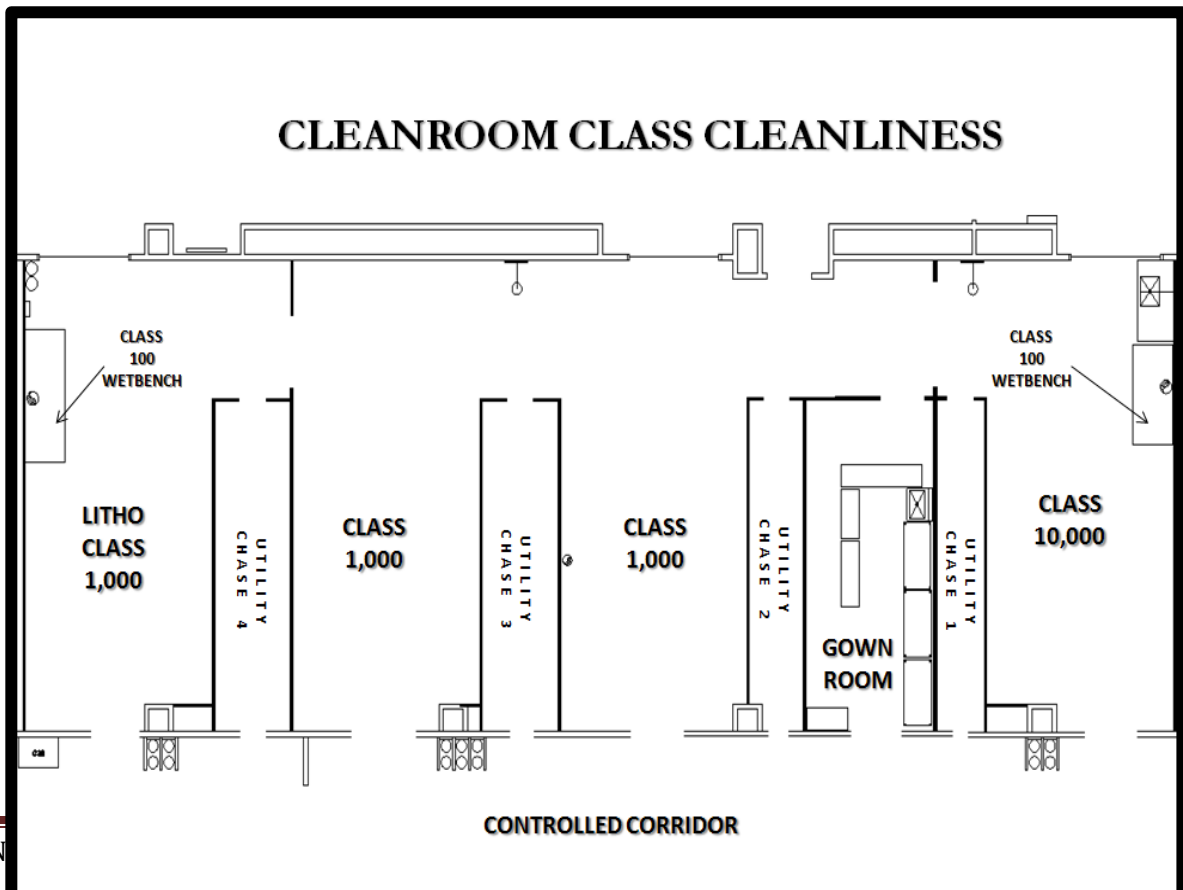 CLEANROOM CLASS CLEANLINESS
CLASS
100
WETBENCH
CLASS
100
WETBENCH
LITHO
CLASS
1,000
UTILITY
CHASE 4
CLASS
1,000
UTILITY
CHASE 3
CLASS
1,000
UTILITY
CHASE 2
GOWN
ROOM
UTILITY
CHASE 1
CLASS
10,000
CONTROLLED CORRIDOR
N